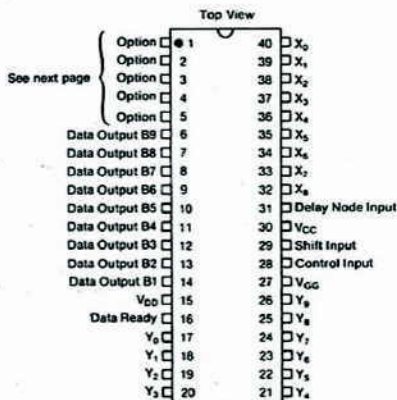 Top View
Option 1 40 X₀
Option 2 39 X₁
Option 3 38 X₂
See next page
Option 4 37 X₃
Option 5 36 X₄
Data Output B9 6 35 X₅
Data Output B8 7 34 X₆
Data Output B7 8 33 X₇
Data Output B6 9 32 X₈
Data Output B5 10 31 Delay Node Input
Data Output B4 11 30 VCC
Data Output B3 12 29 Shift Input
Data Output B2 13 28 Control Input
Data Output B1 14 27 VGG
VDD 15 26 Y₉
Data Ready 16 25 Y₈
Y₀ 17 24 Y₇
Y₁ 18 23 Y₆
Y₂ 19 22 Y₅
Y₃ 20 21 Y₄